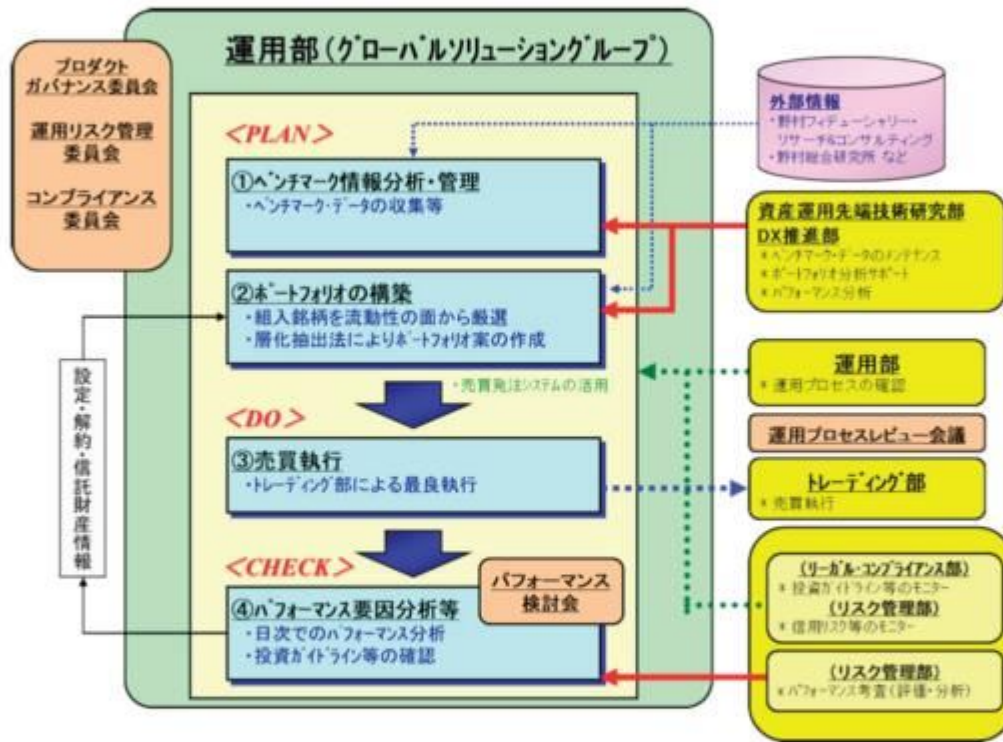 運用部(ｸﾞﾛｰﾊﾞﾙｿﾘｭｰｼｮﾝｸﾞﾙｰﾌﾟ)
プロダクト
ガバナンス委員会
運用リスク管理
委員会
コンプライアンス
委員会
<PLAN>
①ﾍﾞﾝﾁﾏｰｸ情報分析・管理
・ﾍﾞﾝﾁﾏｰｸ・ﾃﾞｰﾀの収集等
②ﾎﾟｰﾄﾌｫﾘｵの構築
・組入銘柄を流動性の面から厳選
・層化抽出法によりﾎﾟｰﾄﾌｫﾘｵ案の作成
・売買発注ｼｽﾃﾑの活用
<DO>
③売買執行
・ﾄﾚｰﾃﾞｨﾝｸﾞ部による最良執行
<CHECK>
④ﾊﾟﾌｫｰﾏﾝｽ要因分析等
・日次でのﾊﾟﾌｫｰﾏﾝｽ分析
・投資ｶﾞｲﾄﾞﾗｲﾝ等の確認
パフォーマンス
検討会
設定・解約・信託財産情報
外部情報
・野村フィデューシャリー・
リサーチ&コンサルティング
・野村総合研究所 など
資産運用先端技術研究部
DX推進部
＊ﾍﾞﾝﾁﾏｰｸ・ﾃﾞｰﾀのﾒﾝﾃﾅﾝｽ
＊ﾎﾟｰﾄﾌｫﾘｵ分析ｻﾎﾟｰﾄ
＊ﾊﾟﾌｫｰﾏﾝｽ分析
運用部
＊運用ﾌﾟﾛｾｽの確認
運用プロセスレビュー会議
ﾄﾚｰﾃﾞｨﾝｸﾞ部
＊売買執行
(ﾘｰｶﾞﾙ・ｺﾝﾌﾟﾗｲｱﾝｽ部)
＊投資ｶﾞｲﾄﾞﾗｲﾝ等のﾓﾆﾀｰ
(リスク管理部)
＊信用ﾘｽｸ等のﾓﾆﾀｰ
(リスク管理部)
＊ﾊﾟﾌｫｰﾏﾝｽ考査(評価・分析)